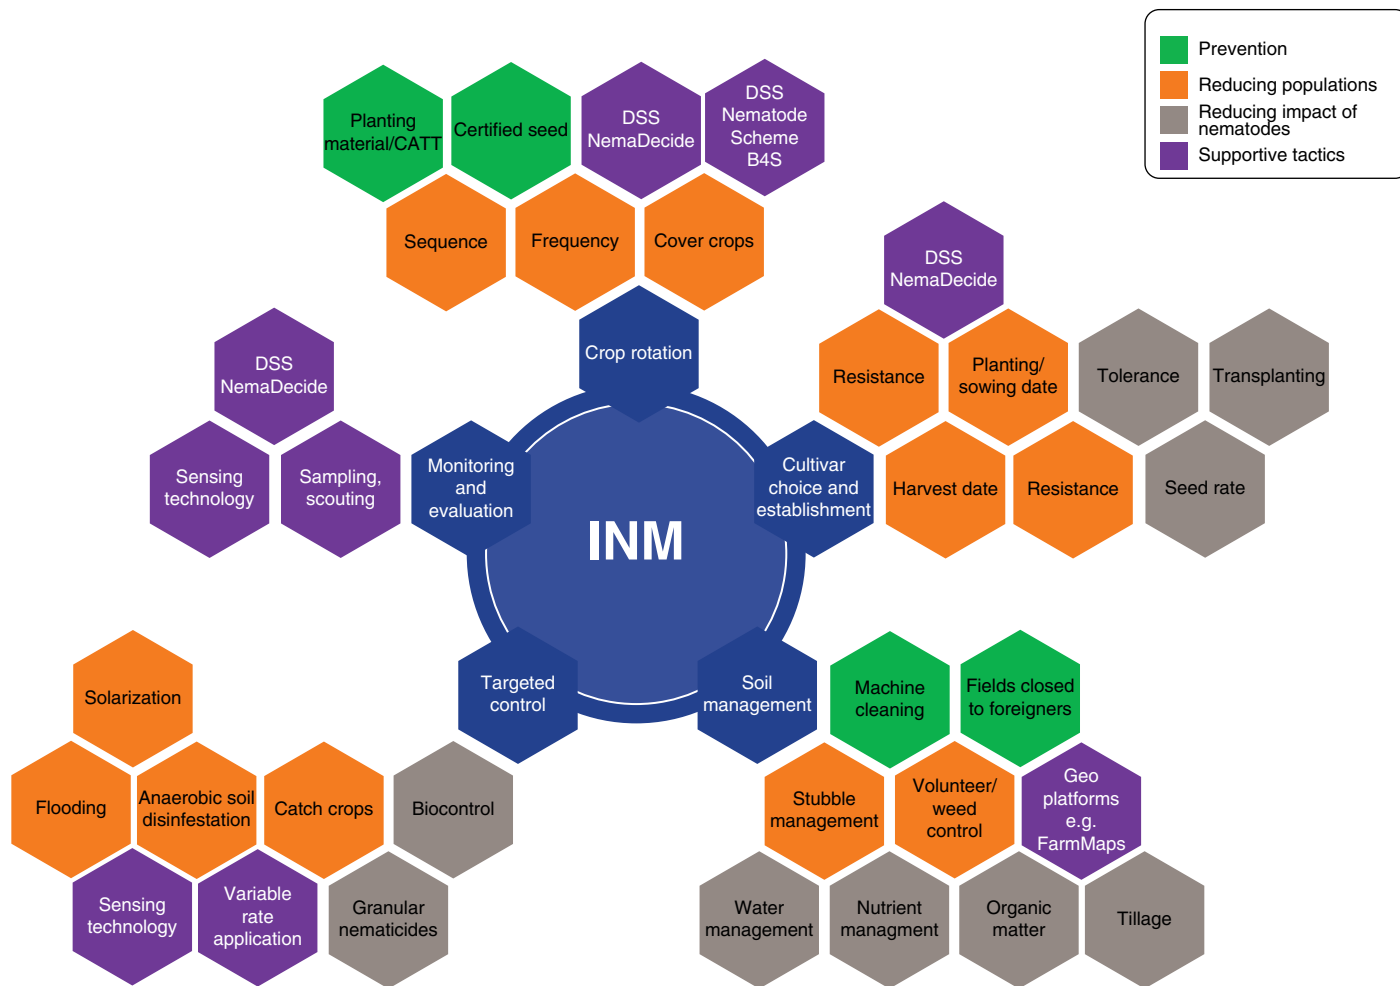 Prevention
Reducing populations
Reducing impact of
nematodes
Supportive tactics
Planting
material/CATT
Certified seed
DSS
NemaDecide
DSS
Nematode
Scheme
B4S
Sequence
Frequency
Cover crops
Crop rotation
DSS
NemaDecide
Resistance
Planting/
sowing date
Tolerance
Transplanting
Cultivar
choice and
establishment
Harvest date
Resistance
Seed rate
DSS
NemaDecide
Sensing
technology
Sampling,
scouting
Monitoring
and
evaluation
INM
Solarization
Targeted
control
Flooding
Anaerobic soil
disinfestation
Catch crops
Biocontrol
Sensing
technology
Variable
rate
application
Granular
nematicides
Soil
management
Machine
cleaning
Fields closed
to foreigners
Stubble
management
Volunteer/
weed
control
Geo
platforms
e.g.
FarmMaps
Water
management
Nutrient
managment
Organic
matter
Tillage